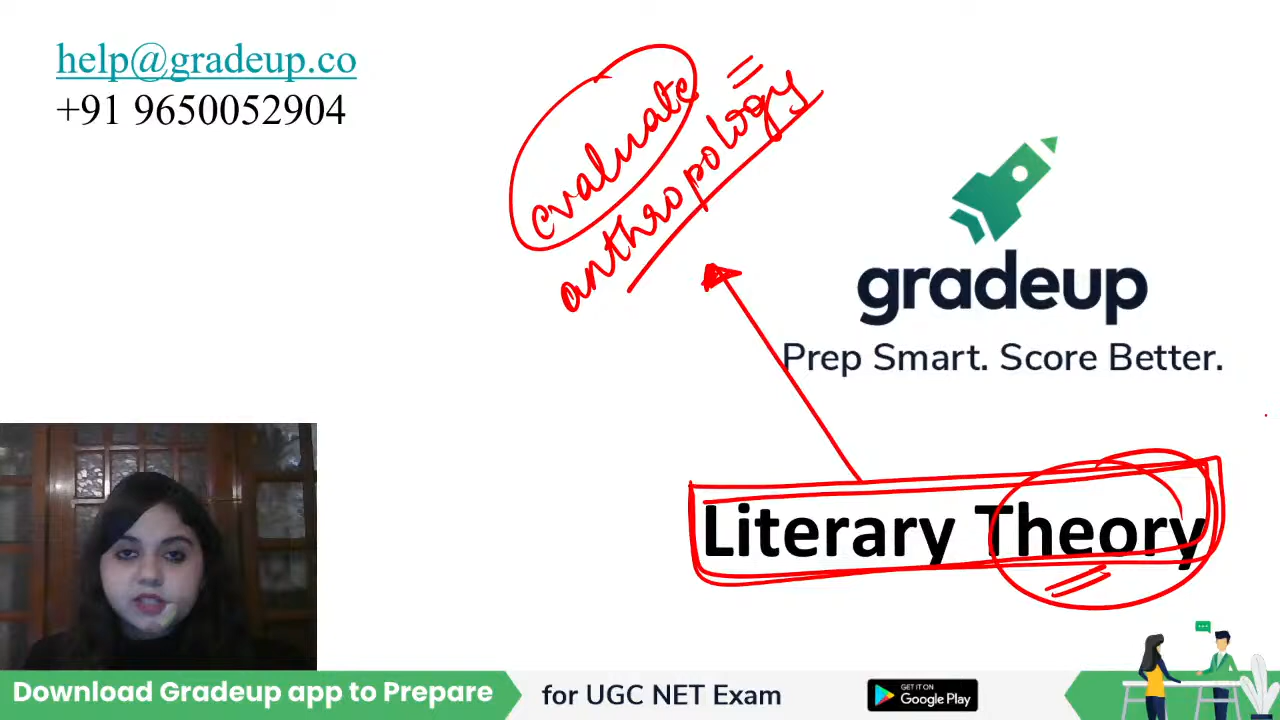 help@gradeup.co
+91 9650052904
evaluate
anthropology
gradeup
Prep Smart. Score Better.
Literary Theory
Download Gradeup app to Prepare
for UGC NET Exam
GET IT ON
Google Play